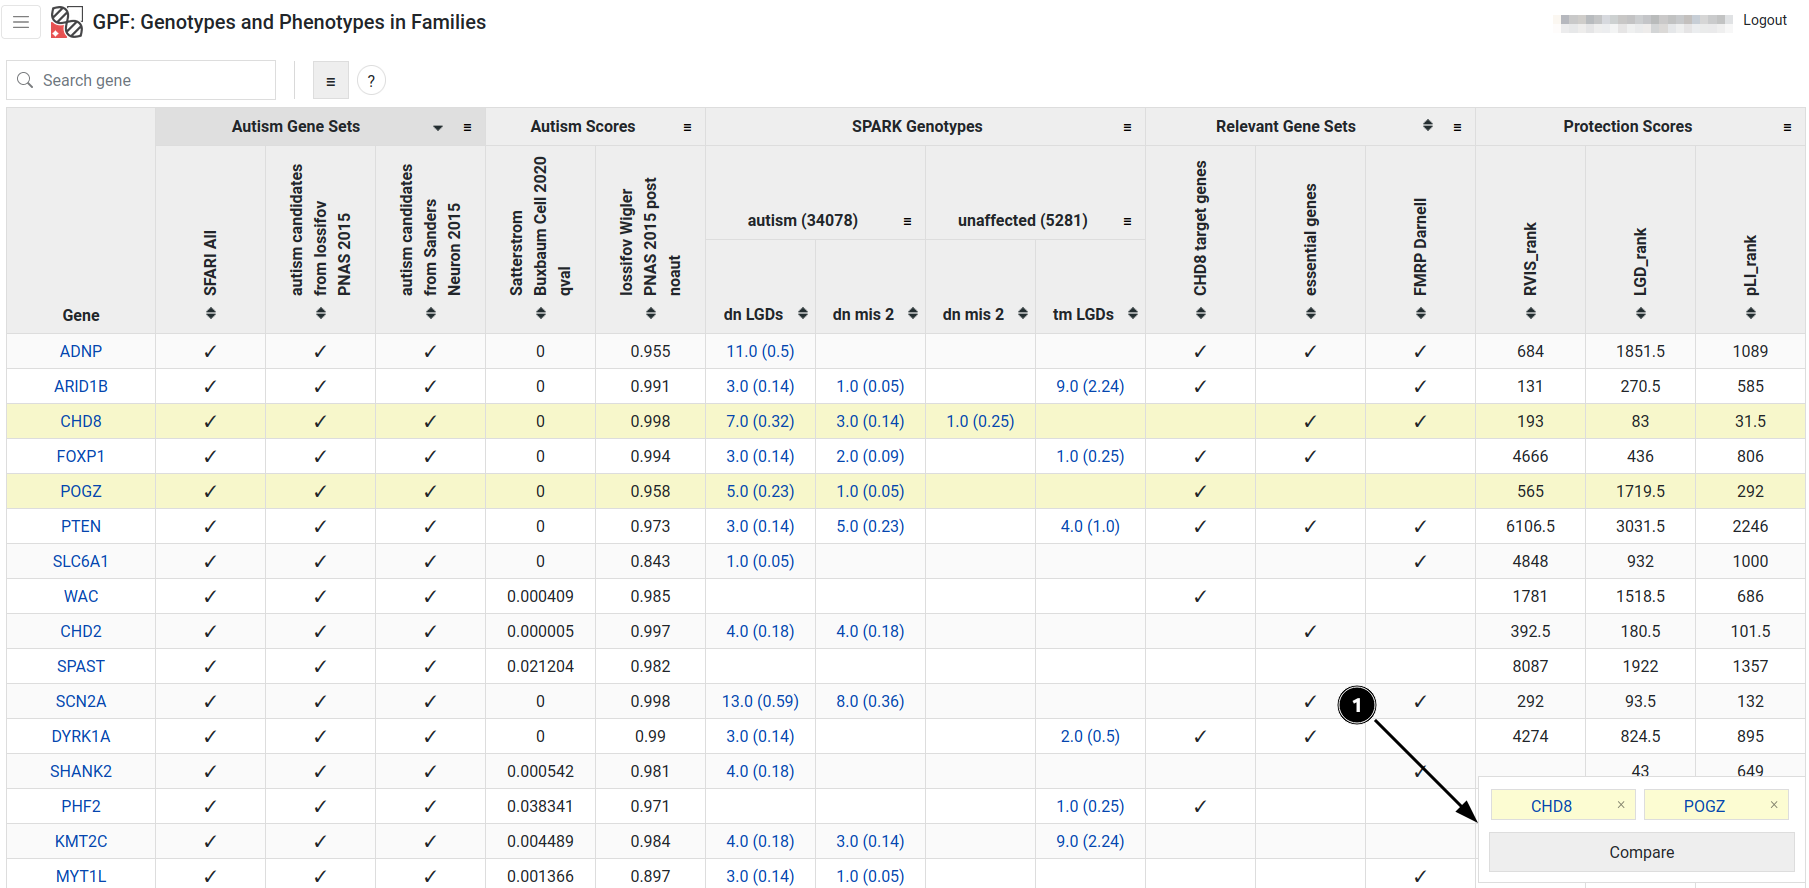 GPF: Genotypes and Phenotypes in Families
Logout
Search gene
≡
?
Autism Gene Sets
Autism Scores
SPARK Genotypes
Relevant Gene Sets
Protection Scores
Gene
SFARI All
autism candidates
from Iossifov
PNAS 2015
autism candidates
from Sanders
Neuron 2015
Satterstrom
Buxbaum Cell 2020
qval
Iossifov Wigler
PNAS 2015 post
noaut
autism (34078)
unaffected (5281)
dn LGDs
dn mis 2
dn mis 2
tm LGDs
CHD8 target genes
essential genes
FMRP Darnell
RVIS_rank
LGD_rank
pLI_rank
ADNP ✓ ✓ ✓ 0 0.955 11.0 (0.5) ✓ ✓ ✓ 684 1851.5 1089
ARID1B ✓ ✓ ✓ 0 0.991 3.0 (0.14) 1.0 (0.05) 9.0 (2.24) ✓ ✓ 131 270.5 585
CHD8 ✓ ✓ ✓ 0 0.998 7.0 (0.32) 3.0 (0.14) 1.0 (0.25) ✓ ✓ 193 83 31.5
FOXP1 ✓ ✓ ✓ 0 0.994 3.0 (0.14) 2.0 (0.09) 1.0 (0.25) ✓ ✓ 4666 436 806
POGZ ✓ ✓ ✓ 0 0.958 5.0 (0.23) 1.0 (0.05) ✓ 565 1719.5 292
PTEN ✓ ✓ ✓ 0 0.973 3.0 (0.14) 5.0 (0.23) 4.0 (1.0) ✓ ✓ ✓ 6106.5 3031.5 2246
SLC6A1 ✓ ✓ ✓ 0 0.843 1.0 (0.05) ✓ 4848 932 1000
WAC ✓ ✓ ✓ 0.000409 0.985 ✓ 1781 1518.5 686
CHD2 ✓ ✓ ✓ 0.000005 0.997 4.0 (0.18) 4.0 (0.18) ✓ 392.5 180.5 101.5
SPAST ✓ ✓ ✓ 0.021204 0.982 8087 1922 1357
SCN2A ✓ ✓ ✓ 0 0.998 13.0 (0.59) 8.0 (0.36) ✓ ✓ 292 93.5 132
1
DYRK1A ✓ ✓ ✓ 0 0.99 3.0 (0.14) 2.0 (0.5) ✓ ✓ 4274 824.5 895
SHANK2 ✓ ✓ ✓ 0.000542 0.981 4.0 (0.18) ✓ 43 649
PHF2 ✓ ✓ ✓ 0.038341 0.971 1.0 (0.25) ✓
KMT2C ✓ ✓ ✓ 0.004489 0.984 4.0 (0.18) 3.0 (0.14) 9.0 (2.24)
MYT1L ✓ ✓ ✓ 0.001366 0.897 3.0 (0.14) 1.0 (0.05) ✓
CHD8 × POGZ ×
Compare